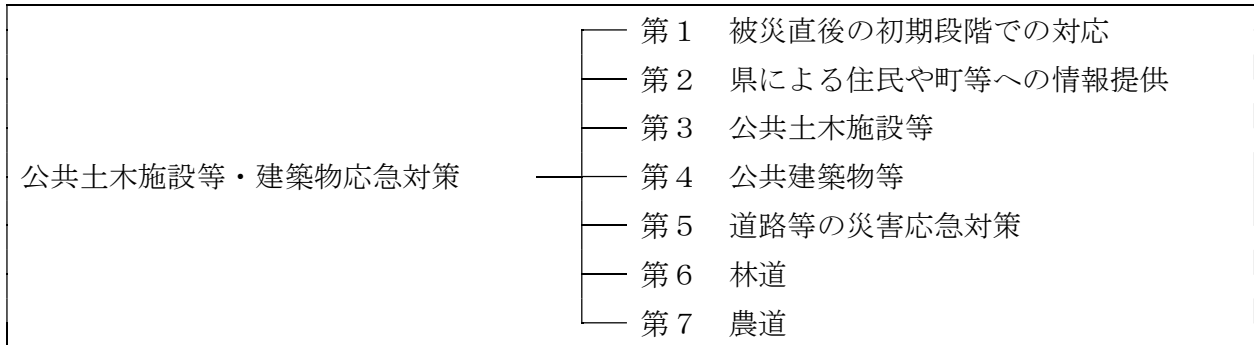 第１　被災直後の初期段階での対応
第２　県による住民や町等への情報提供
第３　公共土木施設等
公共土木施設等・建築物応急対策
第４　公共建築物等
第５　道路等の災害応急対策
第６　林道
第７　農道